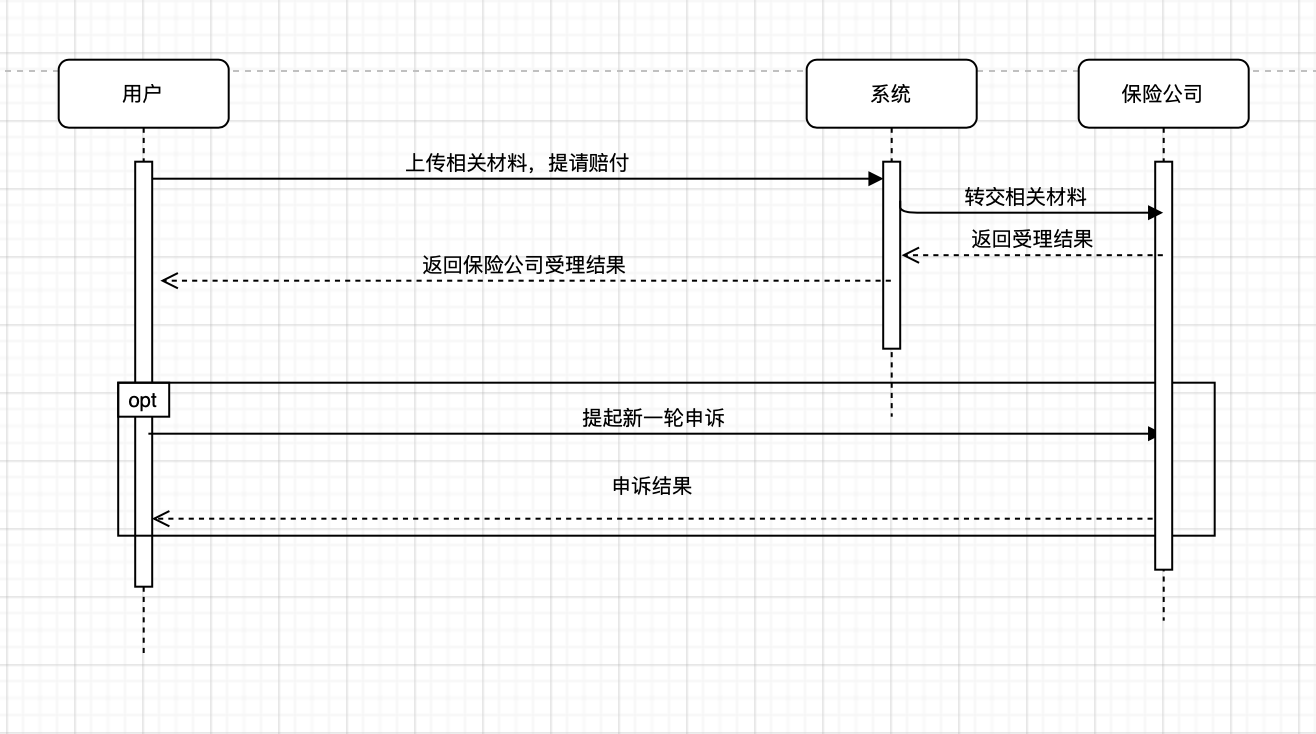 用户
系统
保险公司
上传相关材料，提请赔付
转交相关材料
返回受理结果
返回保险公司受理结果
opt
提起新一轮申诉
申诉结果